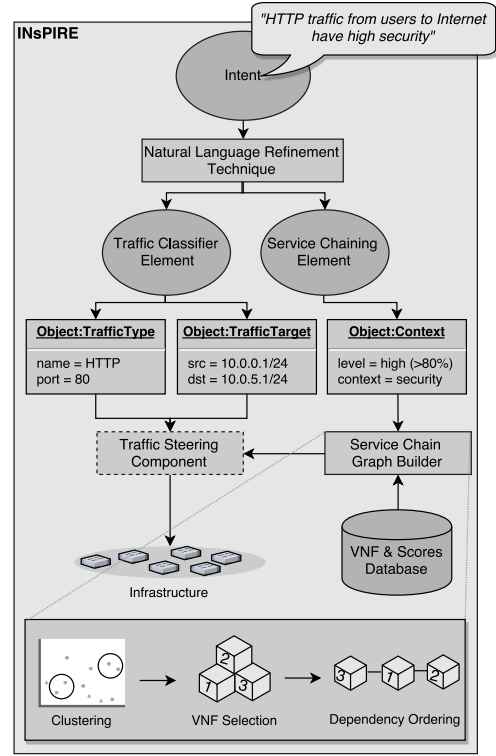 "HTTP traffic from users to Internet
have high security"
INsPIRE
Intent
Natural Language Refinement
Technique
Traffic Classifier
Element
Service Chaining
Element
Object:TrafficType
name = HTTP
port = 80
Object:TrafficTarget
src = 10.0.0.1/24
dst = 10.0.5.1/24
Object:Context
level = high (>80%)
context = security
Traffic Steering
Component
Service Chain
Graph Builder
VNF & Scores
Database
Infrastructure
2
1 3
3 1 2
Clustering
VNF Selection
Dependency Ordering